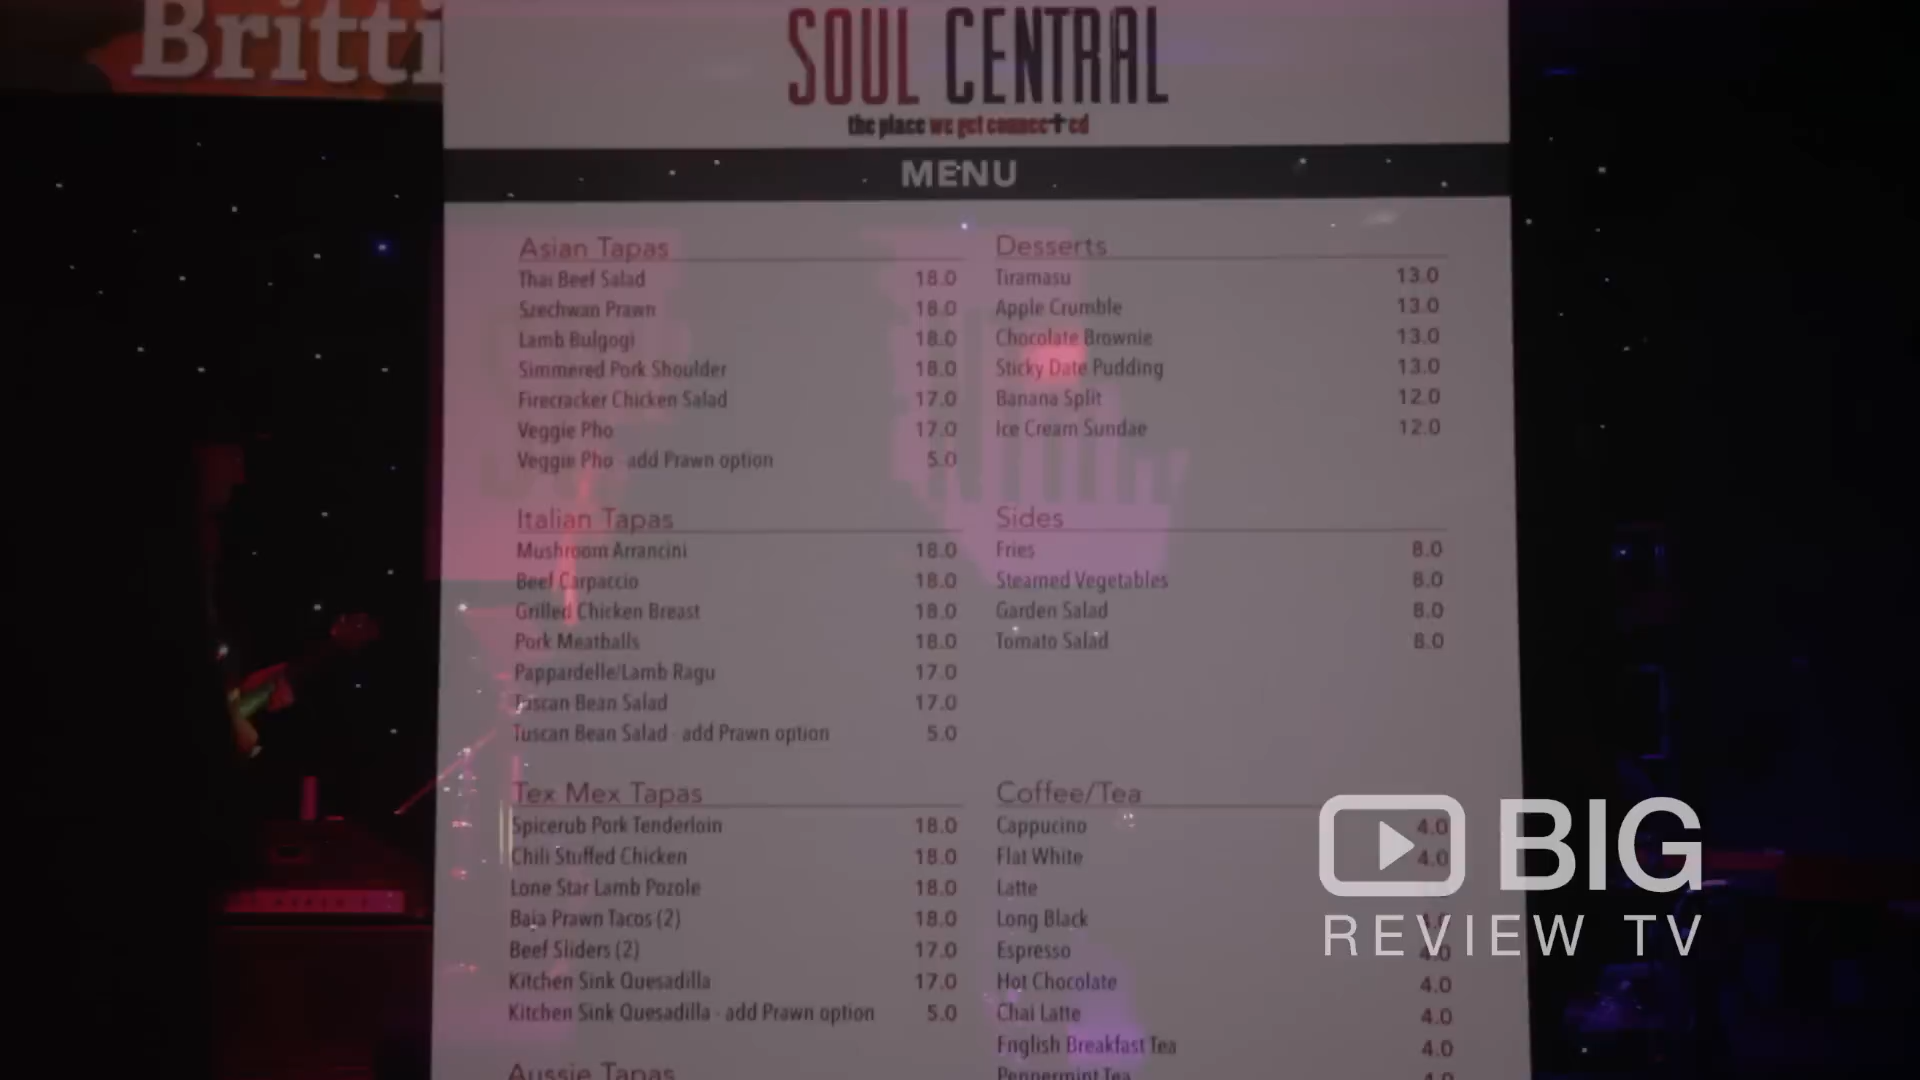 Britti
SOUL CENTRAL
the place we get connected
MENU
Asian Tapas
Thai Beef Salad 18.0
Szechwan Prawn 18.0
Lamb Bulgogi 18.0
Simmered Pork Shoulder 18.0
Firecracker Chicken Salad 17.0
Veggie Pho 17.0
Veggie Pho - add Prawn option 5.0
Italian Tapas
Mushroom Arrancini 18.0
Beef Carpaccio 18.0
Grilled Chicken Breast 18.0
Pork Meatballs 18.0
Pappardelle/Lamb Ragu 17.0
Tuscan Bean Salad 17.0
Tuscan Bean Salad - add Prawn option 5.0
Tex Mex Tapas
Spicerub Pork Tenderloin 18.0
Chili Stuffed Chicken 18.0
Lone Star Lamb Pozole 18.0
Baja Prawn Tacos (2) 18.0
Beef Sliders (2) 17.0
Kitchen Sink Quesadilla 17.0
Kitchen Sink Quesadilla - add Prawn option 5.0
Aussie Tapas
Desserts
Tiramasu 13.0
Apple Crumble 13.0
Chocolate Brownie 13.0
Sticky Date Pudding 13.0
Banana Split 12.0
Ice Cream Sundae 12.0
Sides
Fries 8.0
Steamed Vegetables 8.0
Garden Salad 8.0
Tomato Salad 8.0
Coffee/Tea
Cappucino 4.0
Flat White 4.0
Latte
Long Black 4.0
Espresso 4.0
Hot Chocolate 4.0
Chai Latte 4.0
English Breakfast Tea 4.0
Peppermint Tea 4.0
BIG
REVIEW TV